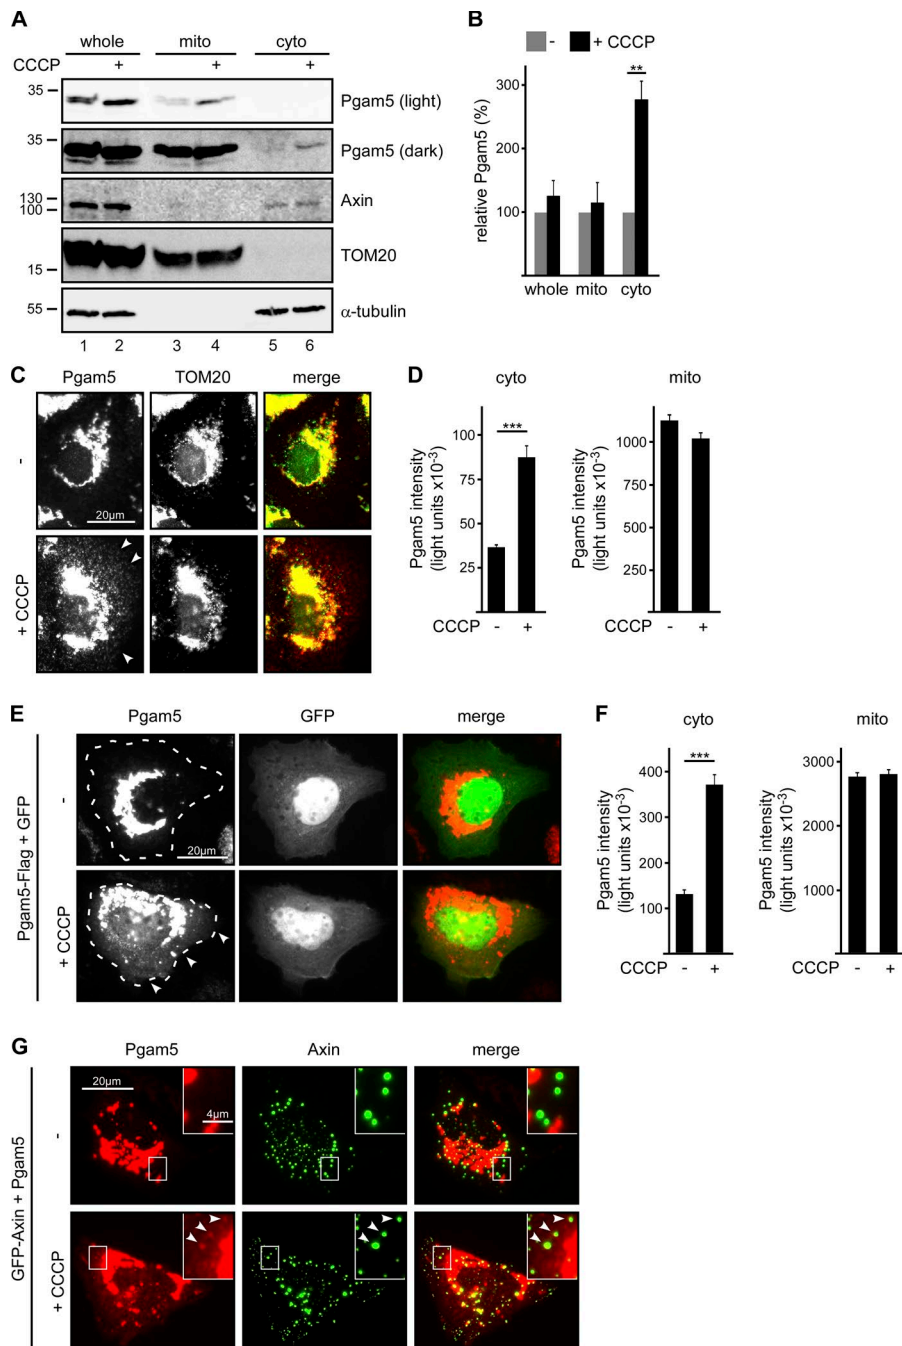 A
whole mito cyto
CCCP + + +
35
Pgam5 (light)
35
Pgam5 (dark)
130
100
Axin
15
TOM20
55
α-tubulin
1 2 3 4 5 6
B
- + CCCP
relative Pgam5 (%)
300
200
100
**
whole mito cyto
C
Pgam5 TOM20 merge
-
20µm
+ CCCP
D
cyto mito
Pgam5 intensity
(light units x10-3)
100
75
50
25
***
CCCP - +
Pgam5 intensity
(light units x10-3)
1000
750
500
250
CCCP - +
E
Pgam5 GFP merge
Pgam5-Flag + GFP
-
20µm
+ CCCP
F
cyto mito
Pgam5 intensity
(light units x10-3)
400
300
200
100
***
CCCP - +
Pgam5 intensity
(light units x10-3)
3000
2000
1000
CCCP - +
G
Pgam5 Axin merge
GFP-Axin + Pgam5
-
20µm
4µm
+ CCCP